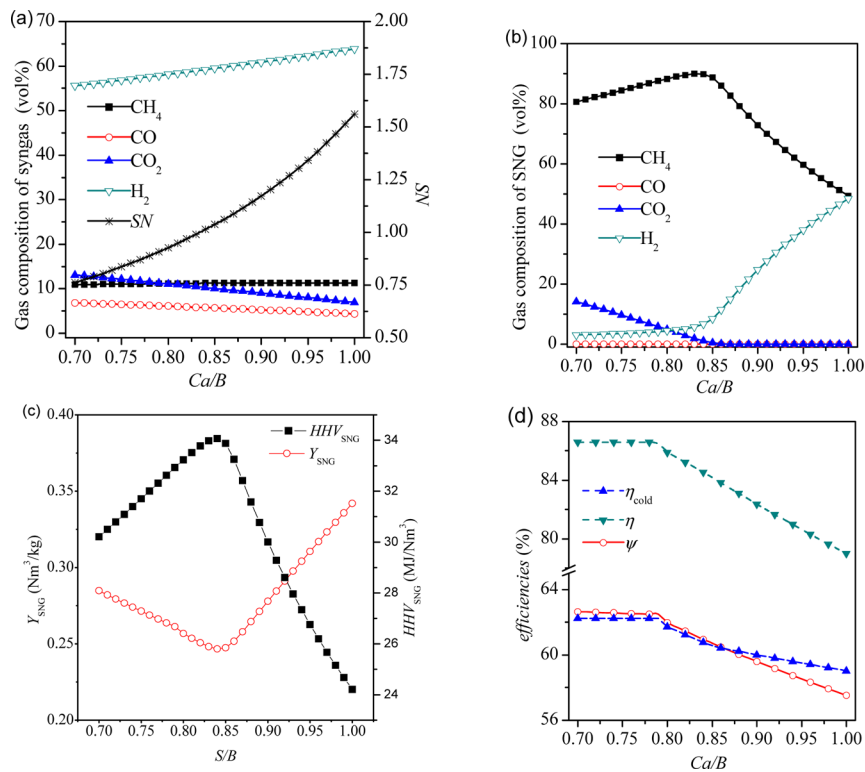 (a)
70
60
50
40
30
20
10
0
Gas composition of syngas (vol%)
CH4
CO
CO2
H2
SN
2.00
1.75
1.50
1.25
1.00
0.75
0.50
SN
0.70 0.75 0.80 0.85 0.90 0.95 1.00
Ca/B
(b)
100
80
60
40
20
0
Gas composition of SNG (vol%)
CH4
CO
CO2
H2
0.70 0.75 0.80 0.85 0.90 0.95 1.00
Ca/B
(c)
0.40
0.35
0.30
0.25
0.20
YSNG (Nm3/kg)
HHVSNG
YSNG
34
32
30
28
26
24
HHVSNG (MJ/Nm3)
0.70 0.75 0.80 0.85 0.90 0.95 1.00
S/B
(d)
86
80
64
60
56
efficiencies (%)
ηcold
η
ψ
0.70 0.75 0.80 0.85 0.90 0.95 1.00
Ca/B